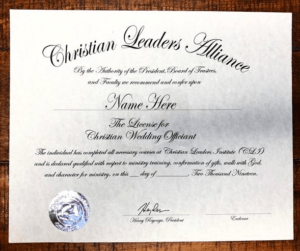 Christian Leaders Alliance
By the Authority of the President, Board of Trustees,
and Faculty we recommend and confer upon
Name Here
The License for
Christian Wedding Officiant
The individual has completed all necessary courses at Christian Leaders Institute (CLI)
and is declared qualified with respect to ministry training, confirmation of gifts, walk with God,
and character for ministry, on this ___ day of ___________, Two Thousand Nineteen.
Henry Reyenga, President
Endorser